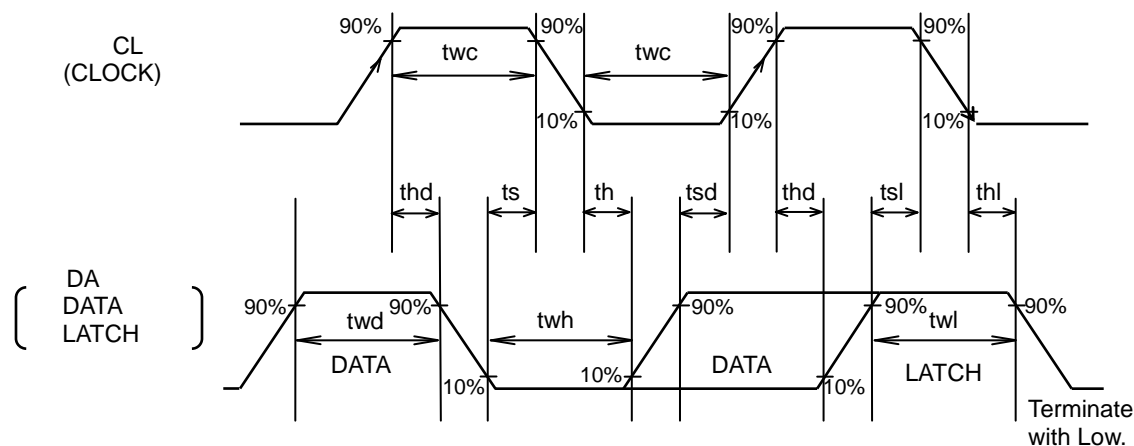 90% 90% 90% 90%
CL
(CLOCK)
twc twc
10% 10% 10%
thd ts th tsd thd tsl thl
DA
DATA
LATCH
90% 90% 90% 90% 90%
twd twh twl
DATA DATA LATCH
10% 10% 10%
Terminate
with Low.